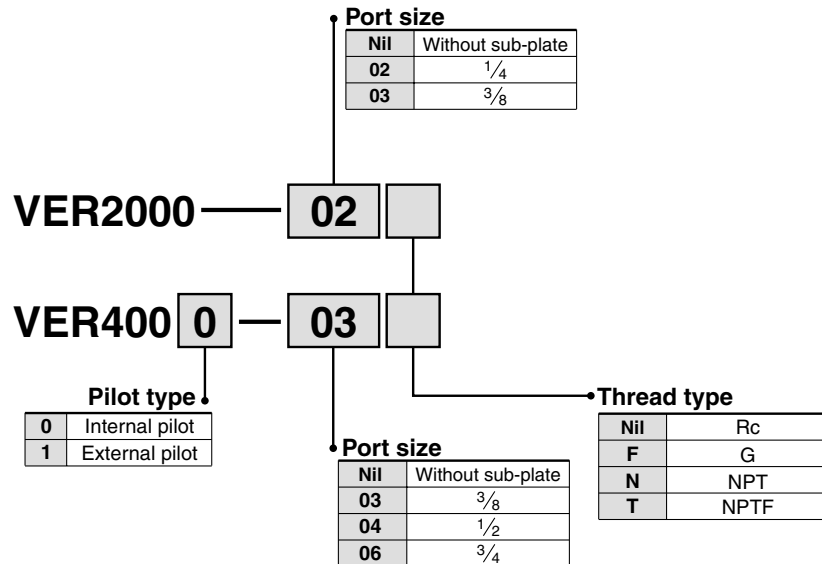 Port size
Nil Without sub-plate
02 1/4
03 3/8
VER2000 — 02
VER400 0 — 03
Pilot type
0 Internal pilot
1 External pilot
Port size
Nil Without sub-plate
03 3/8
04 1/2
06 3/4
Thread type
Nil Rc
F G
N NPT
T NPTF